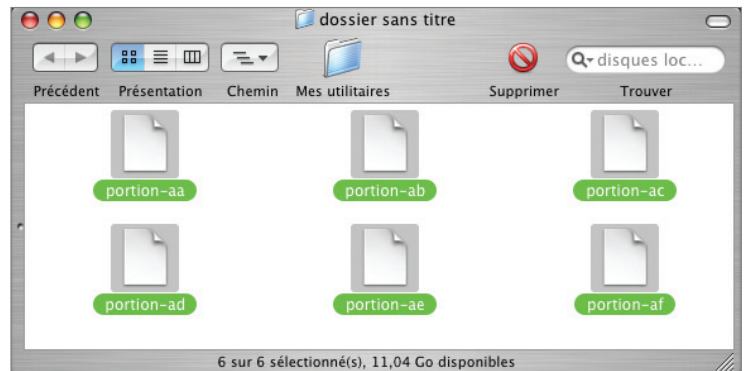 dossier sans titre
disques loc...
Précédent Présentation Chemin Mes utilitaires Supprimer Trouver
portion-aa portion-ab portion-ac
portion-ad portion-ae portion-af
6 sur 6 sélectionné(s), 11,04 Go disponibles